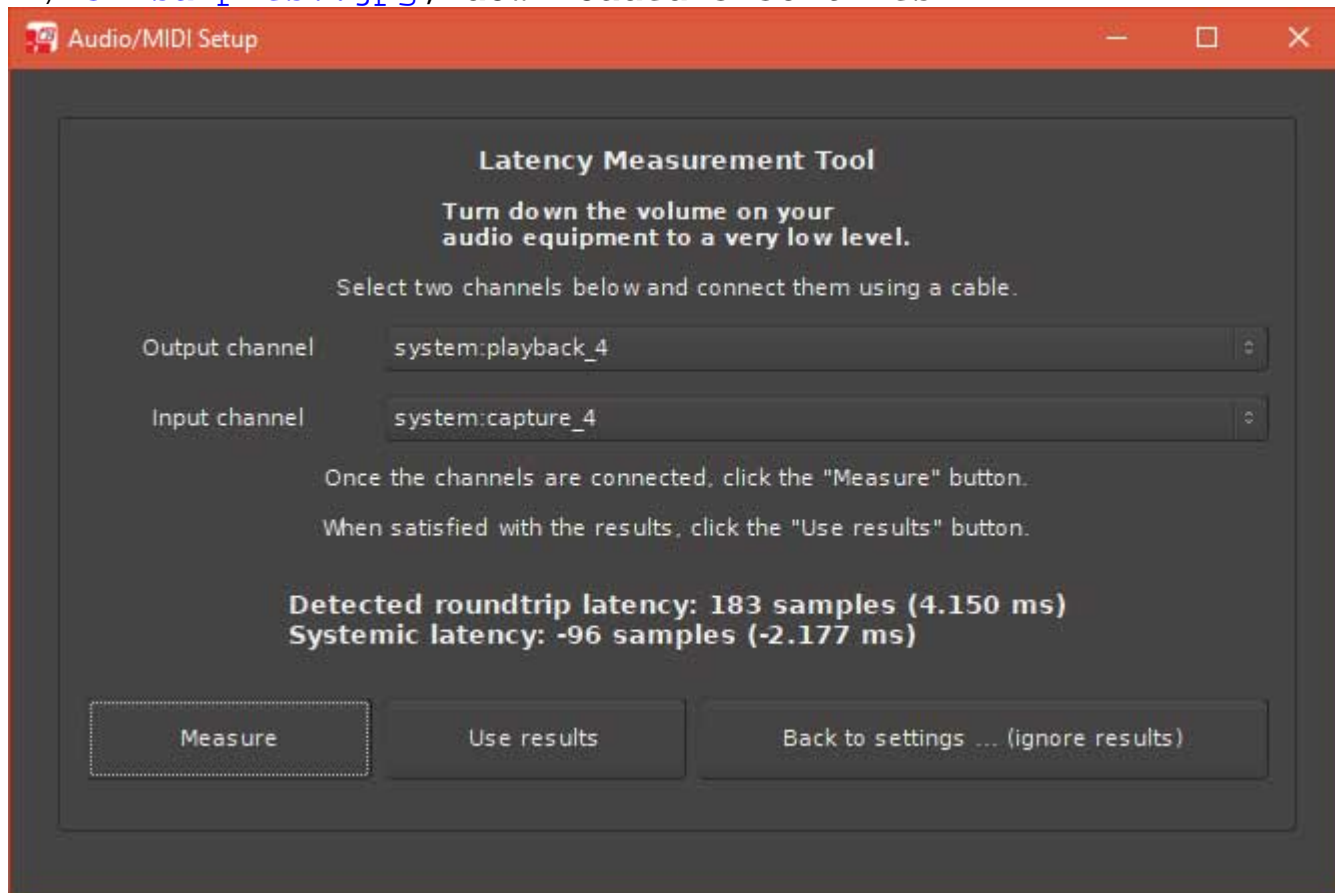 Audio/MIDI Setup
Latency Measurement Tool
Turn down the volume on your
audio equipment to a very low level.
Select two channels below and connect them using a cable.
Output channel system:playback_4
Input channel system:capture_4
Once the channels are connected, click the "Measure" button.
When satisfied with the results, click the "Use results" button.
Detected roundtrip latency: 183 samples (4.150 ms)
Systemic latency: -96 samples (-2.177 ms)
Measure Use results Back to settings ... (ignore results)